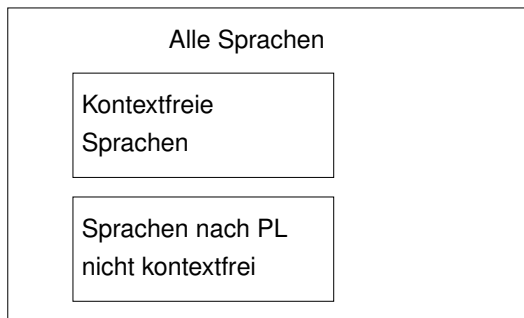 Alle Sprachen
Kontextfreie
Sprachen
Sprachen nach PL
nicht kontextfrei